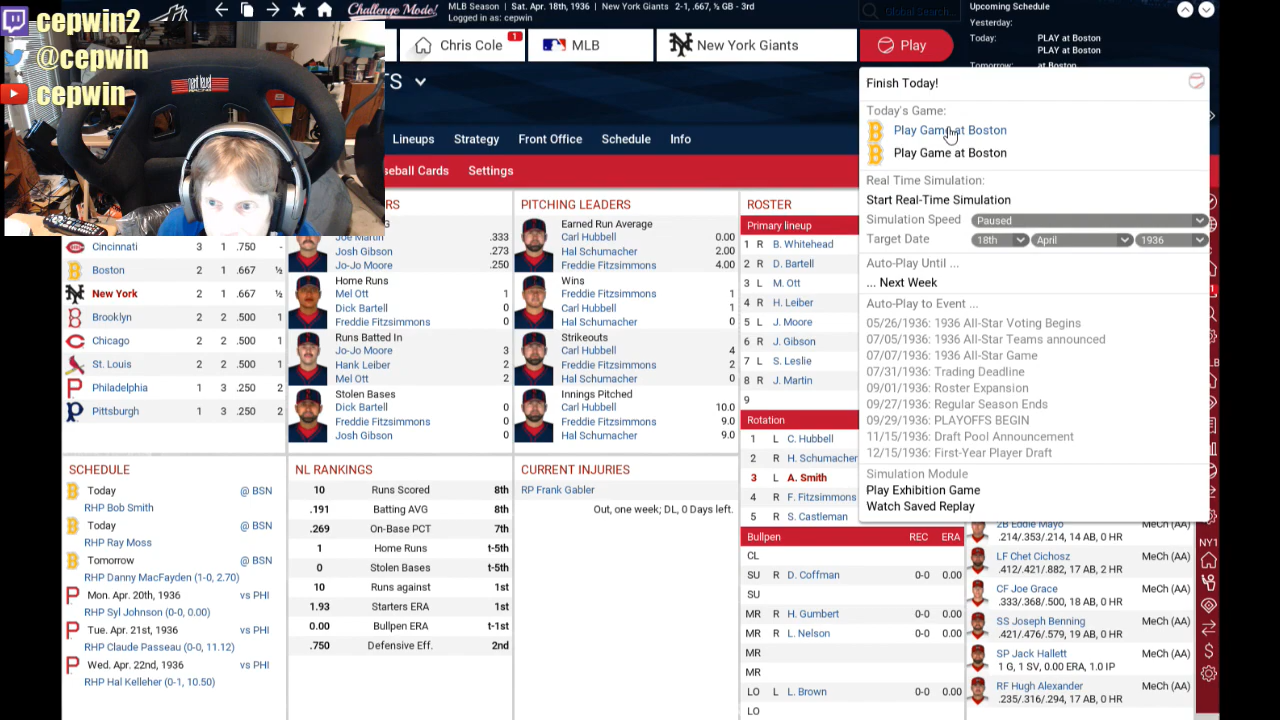 cepwin2
@cepwin
cepwin
Challenge Mode!
MLB Season | Sat. Apr. 18th, 1936 | New York Giants 2-1, .667, ½ GB - 3rd
Logged in as: cepwin
Global Search...
Upcoming Schedule
Yesterday:
Today: PLAY at Boston
PLAY at Boston
Tomorrow: at Boston
Chris Cole 1
MLB
New York Giants
Play
Lineups
Strategy
Front Office
Schedule
Info
Settings
Finish Today!
Today's Game:
Play Game at Boston
Play Game at Boston
Real Time Simulation:
Start Real-Time Simulation
Simulation Speed Paused
Target Date 18th April 1936
Auto-Play Until ...
... Next Week
Auto-Play to Event ...
05/26/1936: 1936 All-Star Voting Begins
07/05/1936: 1936 All-Star Teams announced
07/07/1936: 1936 All-Star Game
07/31/1936: Trading Deadline
09/01/1936: Roster Expansion
09/27/1936: Regular Season Ends
09/29/1936: PLAYOFFS BEGIN
11/15/1936: Draft Pool Announcement
12/15/1936: First-Year Player Draft
Simulation Module
Play Exhibition Game
Watch Saved Replay
Cincinnati 3 1 .750 -
Boston 2 1 .667 ½
New York 2 1 .667 ½
Brooklyn 2 2 .500 1
Chicago 2 2 .500 1
St. Louis 2 2 .500 1
Philadelphia 1 3 .250 2
Pittsburgh 1 3 .250 2
Joe Martin .333
Josh Gibson .273
Jo-Jo Moore .250
Home Runs
Mel Ott 1
Dick Bartell 0
Freddie Fitzsimmons 0
Runs Batted In
Jo-Jo Moore 3
Hank Leiber 2
Mel Ott 2
Stolen Bases
Dick Bartell 0
Freddie Fitzsimmons 0
Josh Gibson 0
PITCHING LEADERS
Earned Run Average
Carl Hubbell 0.00
Hal Schumacher 2.00
Freddie Fitzsimmons 4.00
Wins
Freddie Fitzsimmons 1
Carl Hubbell 1
Hal Schumacher 0
Strikeouts
Carl Hubbell 4
Freddie Fitzsimmons 2
Hal Schumacher 0
Innings Pitched
Carl Hubbell 10.0
Freddie Fitzsimmons 9.0
Hal Schumacher 9.0
ROSTER
Primary lineup
1 R B. Whitehead
2 R D. Bartell
3 L M. Ott
4 R H. Leiber
5 L J. Moore
6 R J. Gibson
7 L S. Leslie
8 R J. Martin
9
Rotation
1 L C. Hubbell
2 R H. Schumacher
3 L A. Smith
4 R F. Fitzsimmons
5 R S. Castleman
Bullpen REC ERA
CL
SU R D. Coffman 0-0 0.00
SU
MR R H. Gumbert 0-0 0.00
MR R L. Nelson 0-0 0.00
MR
MR
LO L L. Brown 0-0 0.00
LO
SCHEDULE
Today @ BSN
RHP Bob Smith
Today @ BSN
RHP Ray Moss
Tomorrow @ BSN
RHP Danny MacFayden (1-0, 2.70)
Mon. Apr. 20th, 1936 vs PHI
RHP Syl Johnson (0-0, 0.00)
Tue. Apr. 21st, 1936 vs PHI
RHP Claude Passeau (0-0, 11.12)
Wed. Apr. 22nd, 1936 vs PHI
RHP Hal Kelleher (0-1, 10.50)
NL RANKINGS
10 Runs Scored 8th
.191 Batting AVG 8th
.269 On-Base PCT 7th
1 Home Runs t-5th
0 Stolen Bases t-5th
10 Runs against 1st
1.93 Starters ERA 1st
0.00 Bullpen ERA t-1st
.750 Defensive Eff. 2nd
CURRENT INJURIES
RP Frank Gabler
Out, one week; DL, 0 Days left.
2B Eddie Mayo MeCh (AA)
.214/.353/.214, 14 AB, 0 HR
LF Chet Cichosz MeCh (AA)
.412/.421/.882, 17 AB, 2 HR
CF Joe Grace MeCh (AA)
.333/.368/.500, 18 AB, 0 HR
SS Joseph Benning MeCh (AA)
.421/.476/.579, 19 AB, 0 HR
SP Jack Hallett MeCh (AA)
1 G, 1 SV, 0.00 ERA, 1.0 IP
RF Hugh Alexander MeCh (AA)
.235/.316/.294, 17 AB, 0 HR
NY1